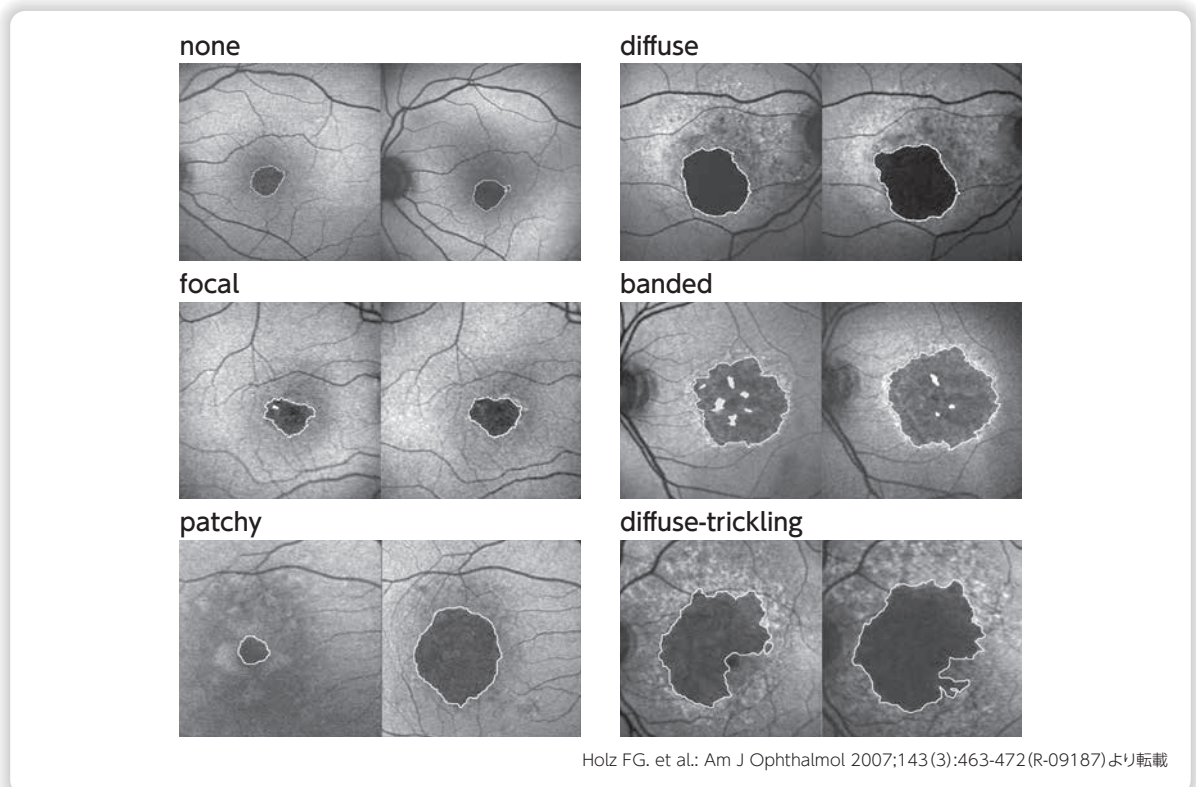 none
diffuse
focal
banded
patchy
diffuse-trickling
Holz FG. et al.: Am J Ophthalmol 2007;143(3):463-472(R-09187)より転載